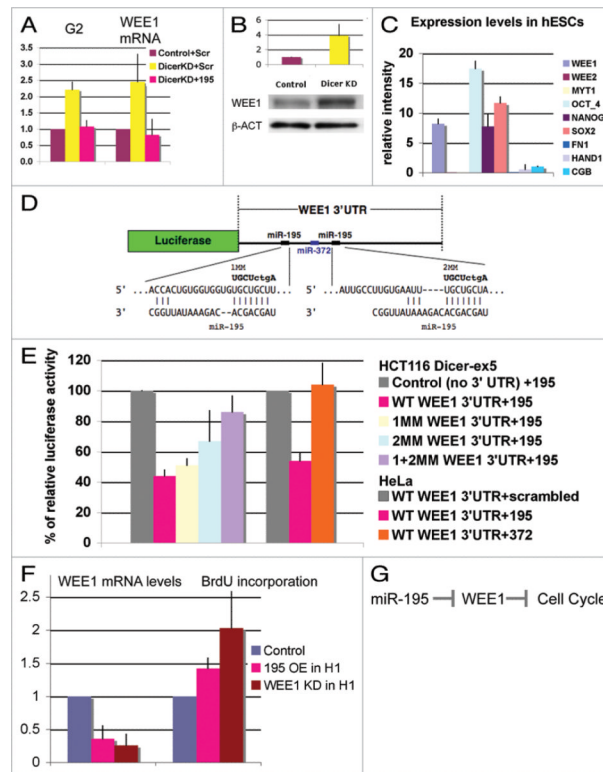 A
G2
WEE1
mRNA
Control+Scr
DicerKD+Scr
DicerKD+195
3.5
3.0
2.5
2.0
1.5
1.0
0.5
0.0
B
6
4
2
0
Control Dicer KD
WEE1
β-ACT
C
Expression levels in hESCs
relative intensity
20
15
10
5
0
WEE1
WEE2
MYT1
OCT_4
NANOG
SOX2
FN1
HAND1
CGB
D
WEE1 3'UTR
Luciferase
miR-195
miR-195
miR-372
1MM
UGCUctgA
2MM
UGCUctgA
5' ...ACCACUGUGGUGGUGUGCUGCUU... ...AUUGCCUUGUGAAUU----UGCUGCUA...
3' CGGUUAUAAAGAC--ACGACGAU CGGUUAUAAAGACACGACGAU
miR-195
miR-195
E
% of relative luciferase activity
120
100
80
60
40
20
0
HCT116 Dicer-ex5
Control (no 3' UTR) +195
WT WEE1 3'UTR+195
1MM WEE1 3'UTR+195
2MM WEE1 3'UTR+195
1+2MM WEE1 3'UTR+195
HeLa
WT WEE1 3'UTR+scrambled
WT WEE1 3'UTR+195
WT WEE1 3'UTR+372
F
WEE1 mRNA levels BrdU incorporation
2.5
2
1.5
1
0.5
0
Control
195 OE in H1
WEE1 KD in H1
G
miR-195 WEE1 Cell Cycle